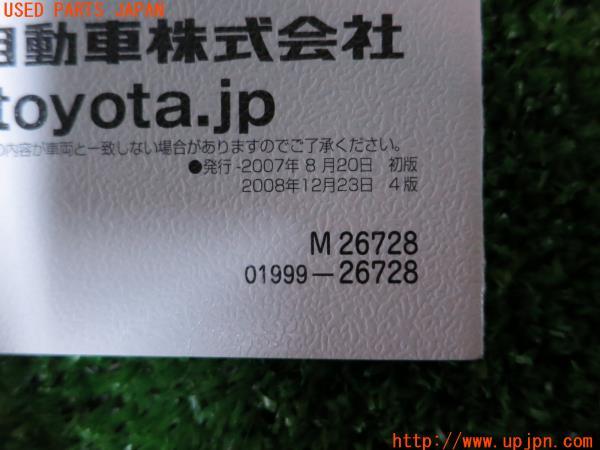 USED PARTS JAPAN
自動車株式会社
toyota.jp
の内容が車両と一致しない場合がありますのでご了承ください。
●発行-2007年 8月20日 初版
2008年12月23日 4版
M 26728
01999-26728
http://www.upjpn.com/